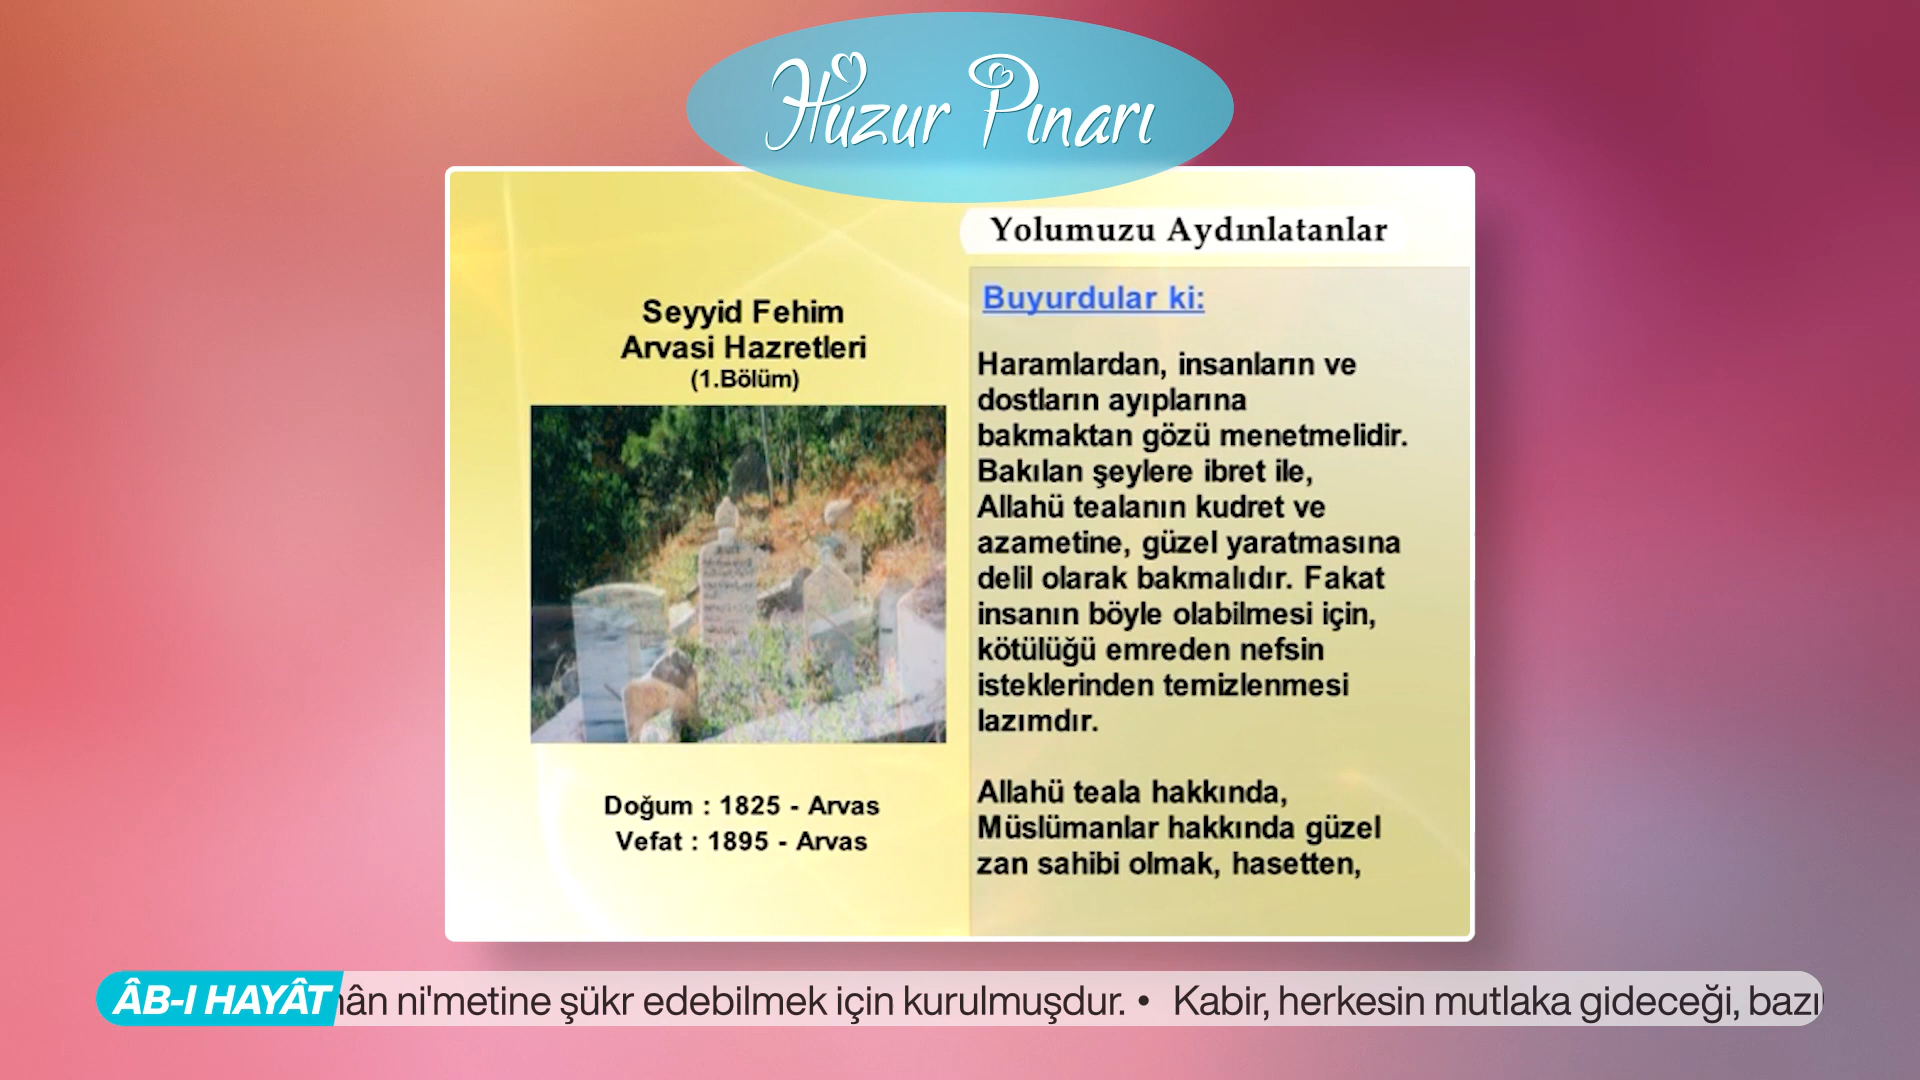 Huzur Pınarı
Yolumuzu Aydınlatanlar
Seyyid Fehim
Arvasi Hazretleri
(1.Bölüm)
Doğum : 1825 - Arvas
Vefat : 1895 - Arvas
Buyurdular ki:
Haramlardan, insanların ve
dostların ayıplarına
bakmaktan gözü menetmelidir.
Bakılan şeylere ibret ile,
Allahü tealanın kudret ve
azametine, güzel yaratmasına
delil olarak bakmalıdır. Fakat
insanın böyle olabilmesi için,
kötülüğü emreden nefsin
isteklerinden temizlenmesi
lazımdır.
Allahü teala hakkında,
Müslümanlar hakkında güzel
zan sahibi olmak, hasetten,
ÂB-I HAYÂT ni'metine şükr edebilmek için kurulmuşdur. • Kabir, herkesin mutlaka gideceği,